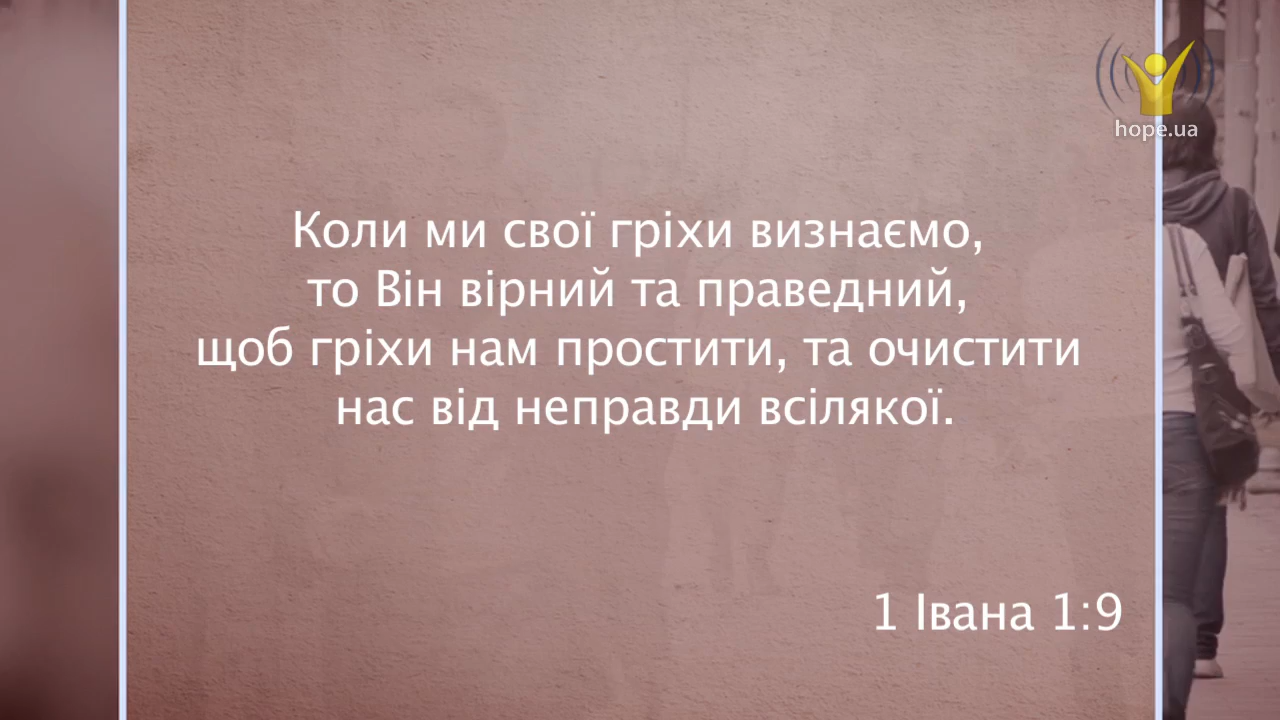 hope.ua
Коли ми свої гріхи визнаємо,
то Він вірний та праведний,
щоб гріхи нам простити, та очистити
нас від неправди всілякої.
1 Івана 1:9